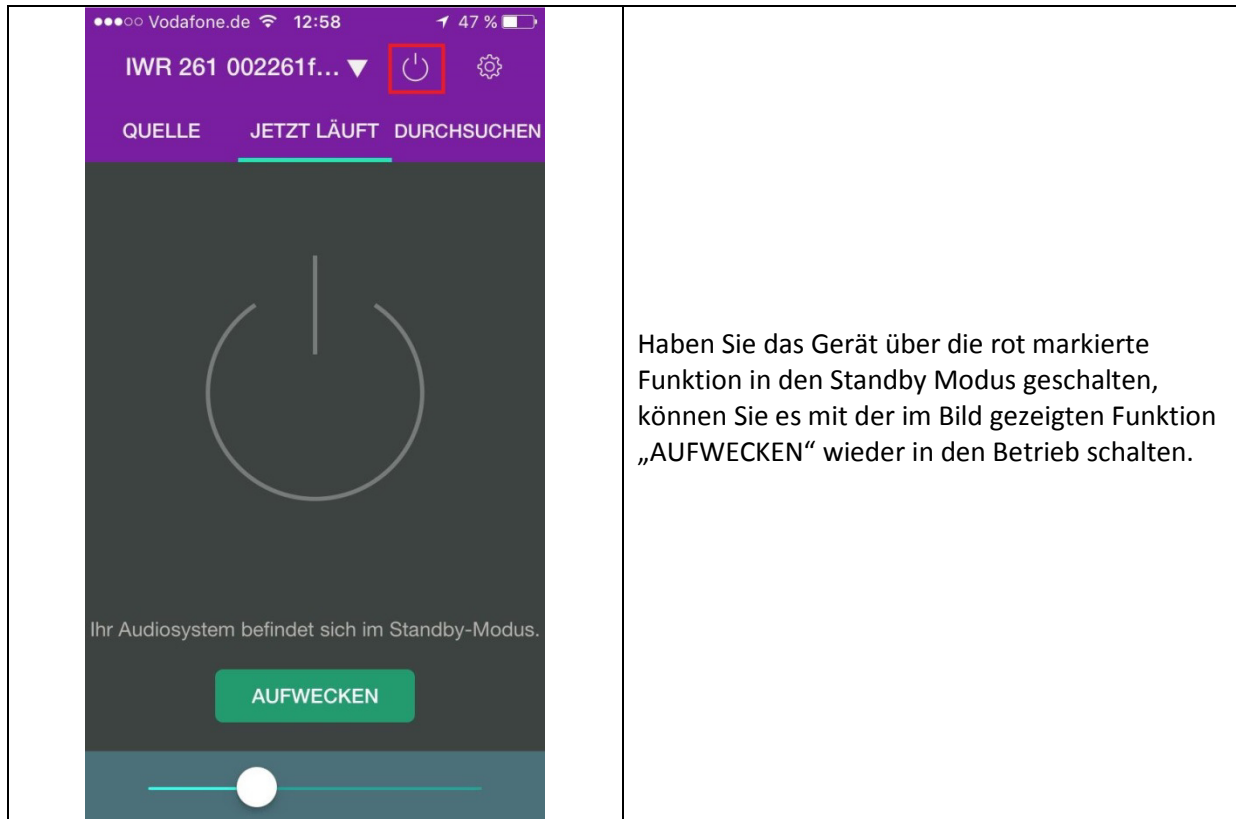 ●●●○○ Vodafone.de 12:58 47 %
IWR 261 002261f... ▼
QUELLE JETZT LÄUFT DURCHSUCHEN
Ihr Audiosystem befindet sich im Standby-Modus.
AUFWECKEN
Haben Sie das Gerät über die rot markierte
Funktion in den Standby Modus geschalten,
können Sie es mit der im Bild gezeigten Funktion
„AUFWECKEN“ wieder in den Betrieb schalten.